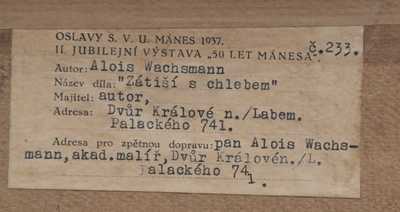 OSLAVY S. V. U. MÁNES 1937.
II. JUBILEJNÍ VÝSTAVA „50 LET MÁNESA“. č.233.
Autor: Alois Wachsmann
Název díla: "Zátiší s chlebem"
Majitel: autor,
Adresa: Dvůr Králové n./Labem.
Palackého 741.
Adresa pro zpětnou dopravu: pan Alois Wachs-
mann, akad.malíř, Dvůr Královén./L.
Palackého 741.